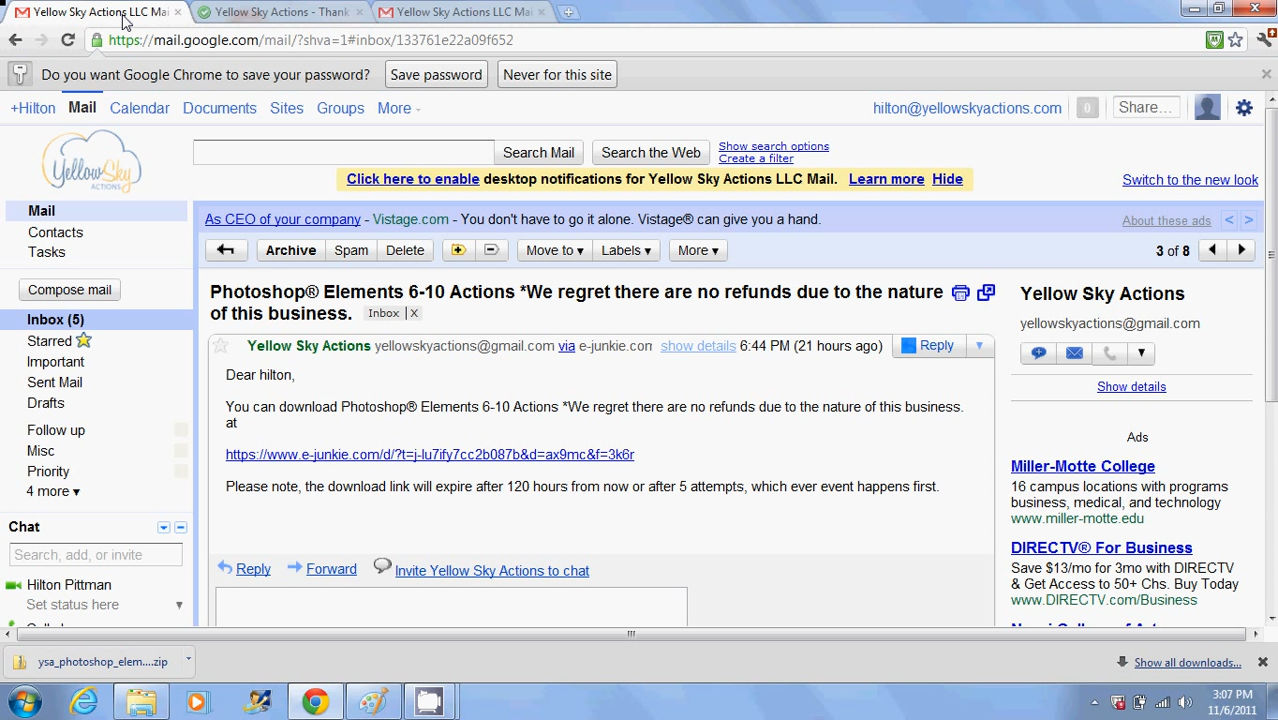 Yellow Sky Actions LLC Mai
Yellow Sky Actions - Thank
Yellow Sky Actions LLC Mai
https://mail.google.com/mail/?shva=1#inbox/133761e22a09f652
Do you want Google Chrome to save your password? Save password Never for this site
+Hilton Mail Calendar Documents Sites Groups More
hilton@yellowskyactions.com 0 Share...
YellowSky
ACTIONS
Search Mail Search the Web
Show search options
Create a filter
Click here to enable desktop notifications for Yellow Sky Actions LLC Mail. Learn more Hide
Switch to the new look
Mail
Contacts
Tasks
Compose mail
Inbox (5)
Starred
Important
Sent Mail
Drafts
Follow up
Misc
Priority
4 more ▾
Chat
Search, add, or invite
Hilton Pittman
Set status here
As CEO of your company - Vistage.com - You don't have to go it alone. Vistage® can give you a hand.
About these ads < >
Archive Spam Delete Move to ▾ Labels ▾ More ▾
3 of 8
Photoshop® Elements 6-10 Actions *We regret there are no refunds due to the nature
of this business. Inbox | X
Yellow Sky Actions yellowskyactions@gmail.com via e-junkie.com show details 6:44 PM (21 hours ago) Reply
Dear hilton,
You can download Photoshop® Elements 6-10 Actions *We regret there are no refunds due to the nature of this business.
at
https://www.e-junkie.com/d/?t=j-lu7ify7cc2b087b&d=ax9mc&f=3k6r
Please note, the download link will expire after 120 hours from now or after 5 attempts, which ever event happens first.
Reply Forward Invite Yellow Sky Actions to chat
Yellow Sky Actions
yellowskyactions@gmail.com
Show details
Ads
Miller-Motte College
16 campus locations with programs
business, medical, and technology
www.miller-motte.edu
DIRECTV® For Business
Save $13/mo for 3mo with DIRECTV
& Get Access to 50+ Chs. Buy Today
www.DIRECTV.com/Business
ysa_photoshop_elem....zip
Show all downloads...
3:07 PM
11/6/2011